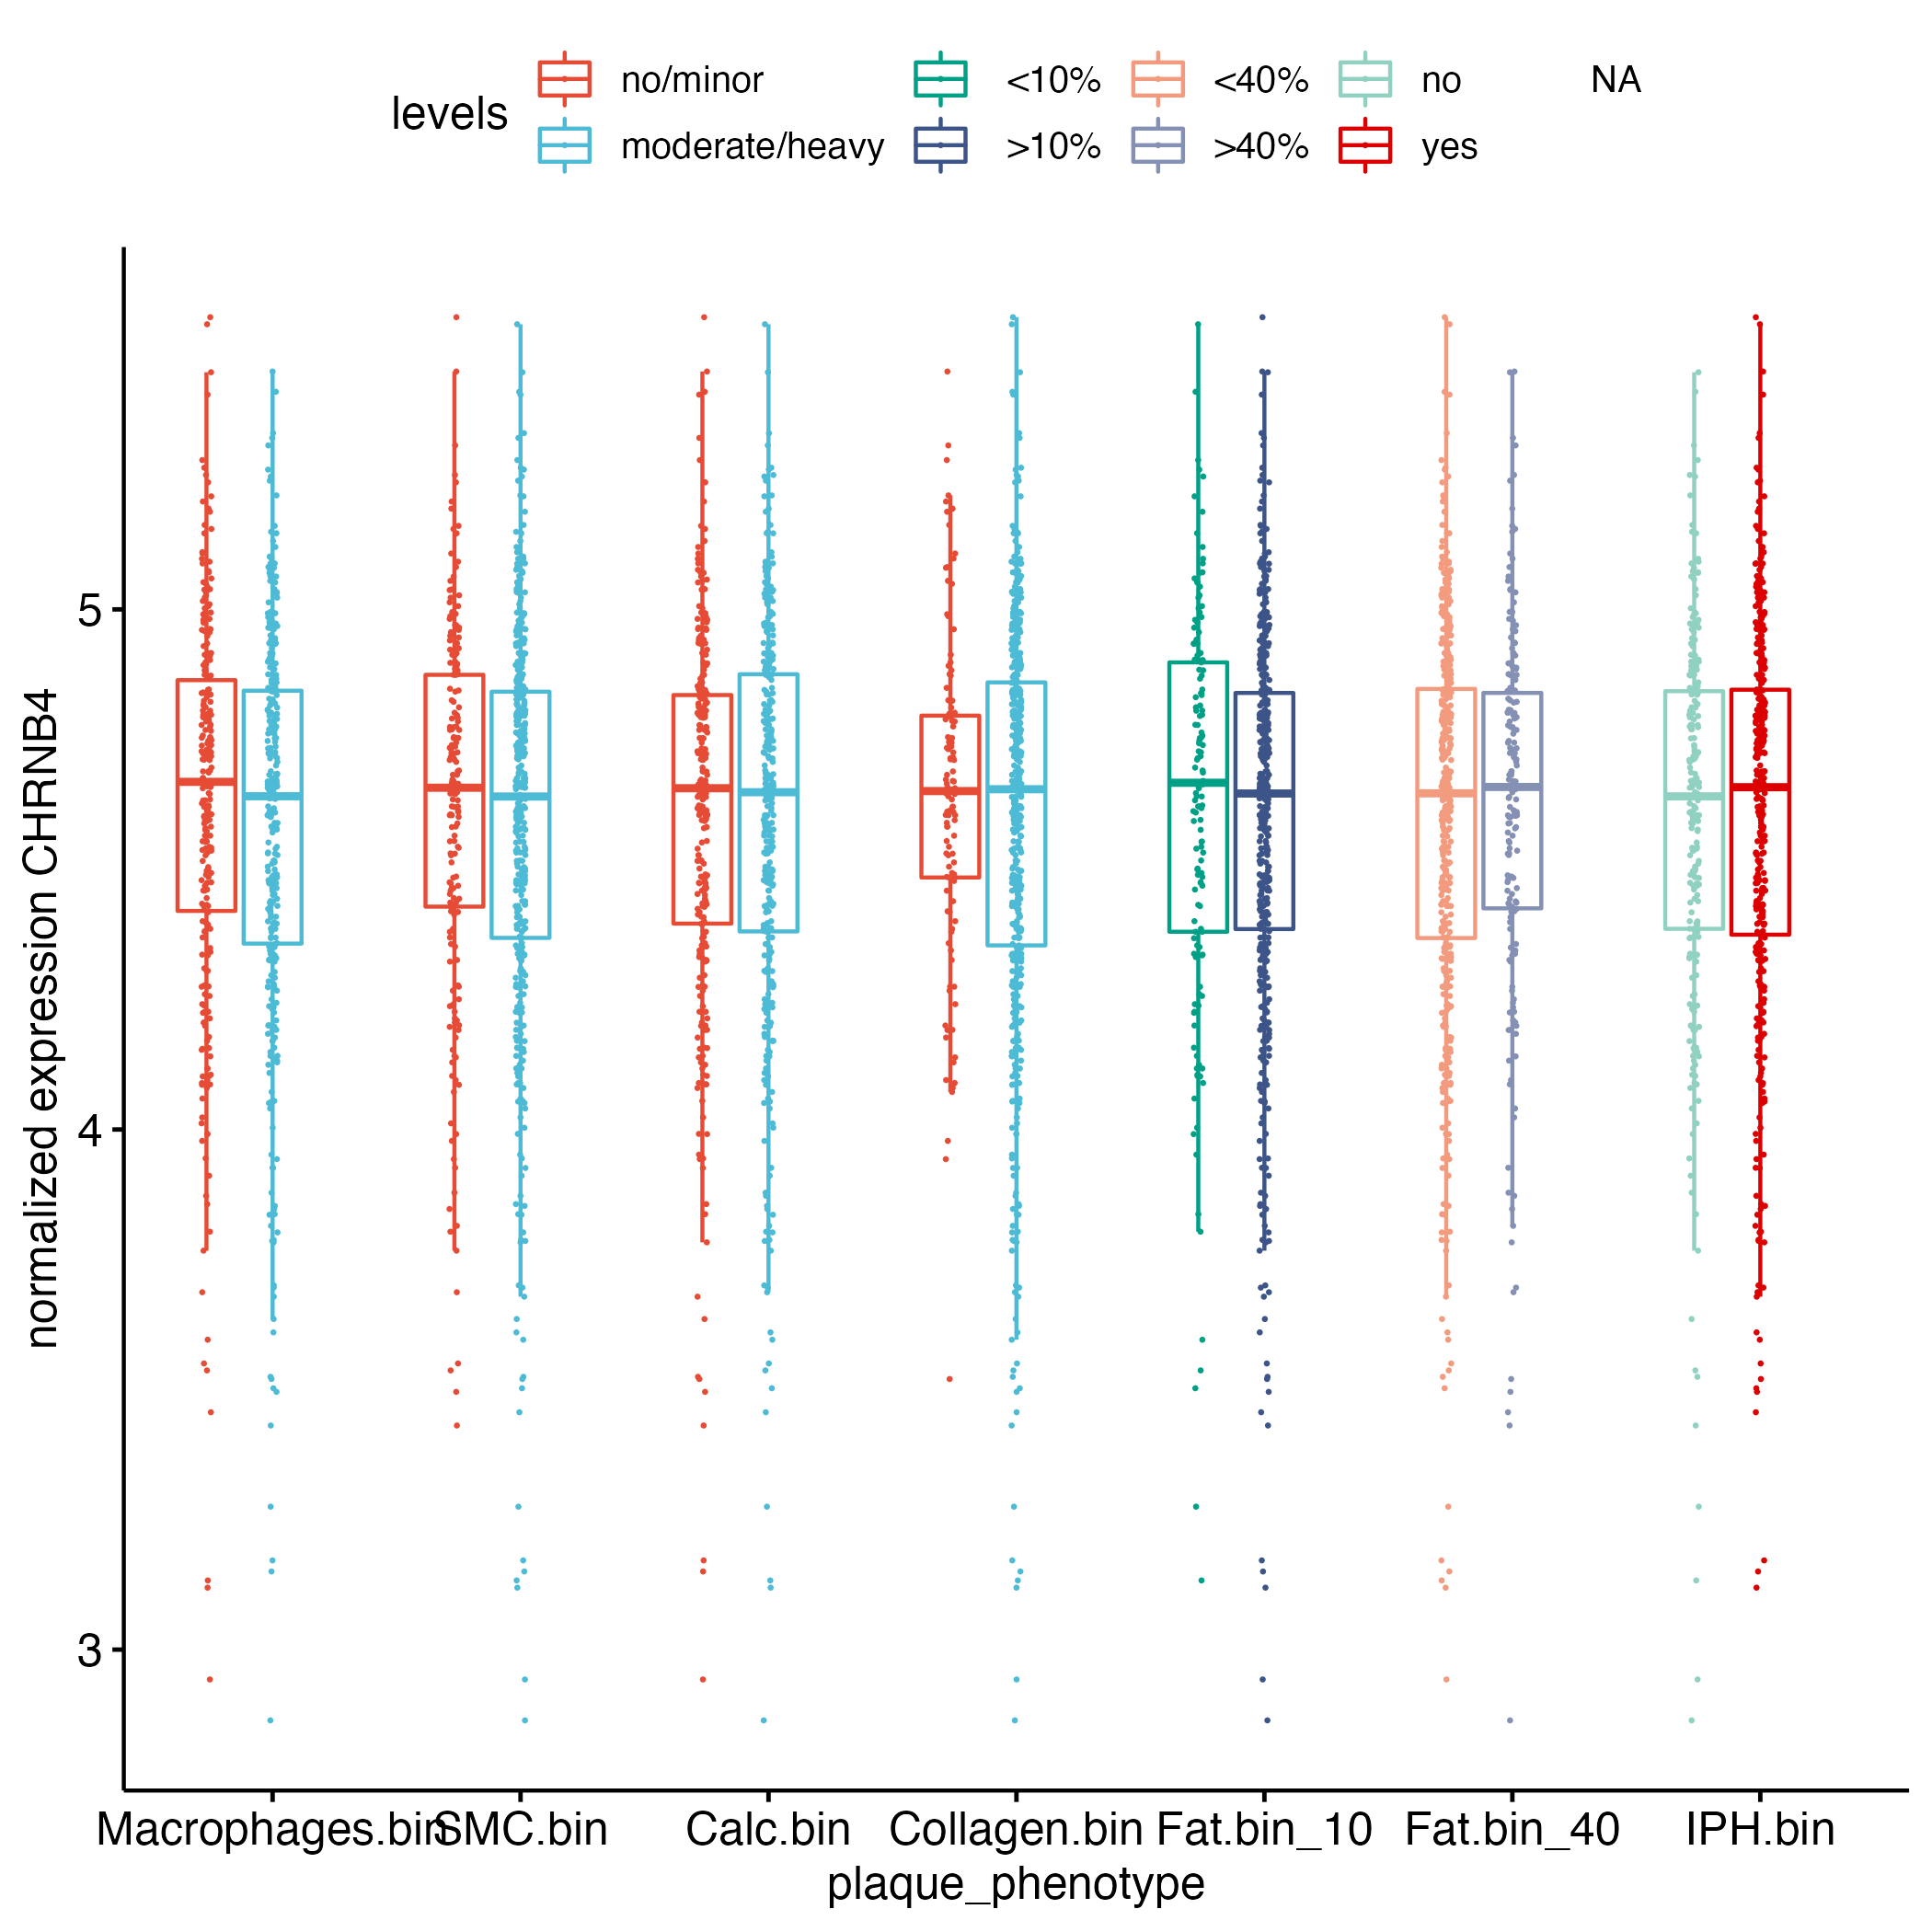 levels
no/minor <10% <40% no NA
moderate/heavy >10% >40% yes
normalized expression CHRNB4
5
4
3
Macrophages.bin SMC.bin Calc.bin Collagen.bin Fat.bin_10 Fat.bin_40 IPH.bin
plaque_phenotype